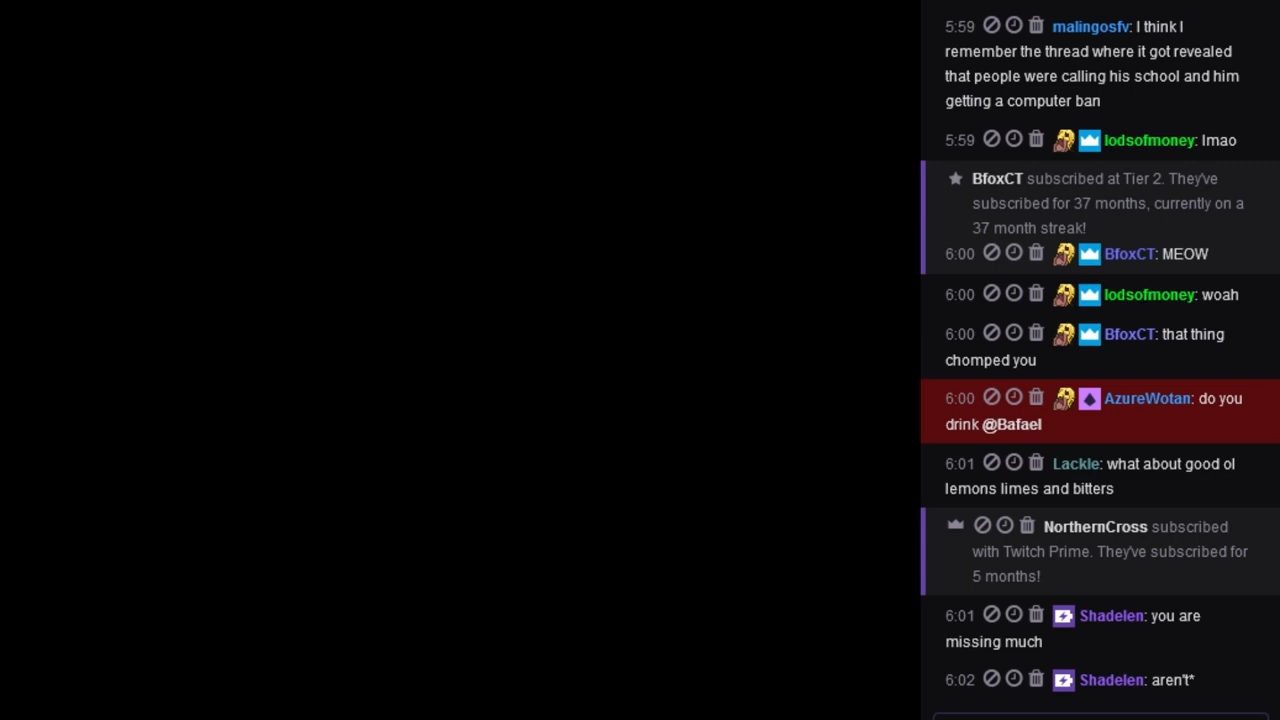 5:59 malingosfv: I think I
remember the thread where it got revealed
that people were calling his school and him
getting a computer ban
5:59 lodsofmoney: lmao
BfoxCT subscribed at Tier 2. They've
subscribed for 37 months, currently on a
37 month streak!
6:00 BfoxCT: MEOW
6:00 lodsofmoney: woah
6:00 BfoxCT: that thing
chomped you
6:00 AzureWotan: do you
drink @Bafael
6:01 Lackle: what about good ol
lemons limes and bitters
NorthernCross subscribed
with Twitch Prime. They've subscribed for
5 months!
6:01 Shadelen: you are
missing much
6:02 Shadelen: aren't*